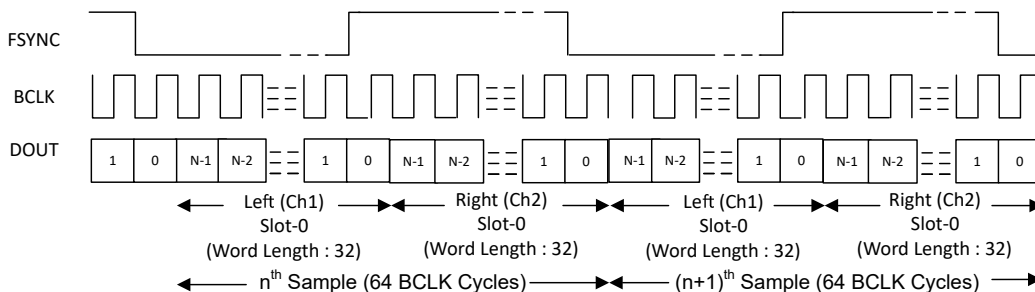 FSYNC
BCLK
DOUT
1 0 N-1 N-2 1 0 N-1 N-2 1 0 N-1 N-2 1 0 N-1 N-2 1 0
Left (Ch1) Right (Ch2) Left (Ch1) Right (Ch2)
Slot-0 Slot-0 Slot-0 Slot-0
(Word Length : 32) (Word Length : 32) (Word Length : 32) (Word Length : 32)
nth Sample (64 BCLK Cycles) (n+1)th Sample (64 BCLK Cycles)